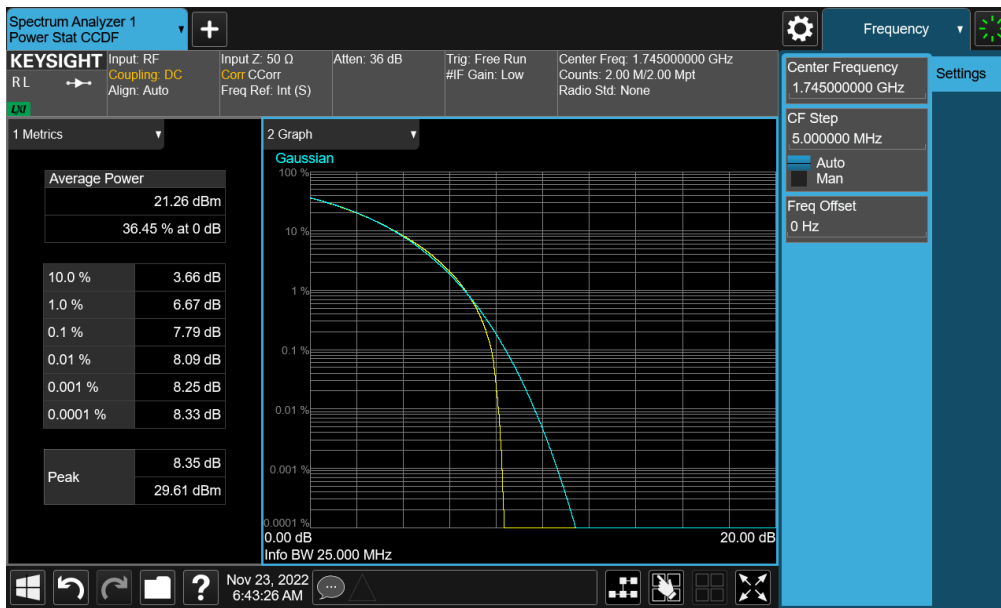 Spectrum Analyzer 1
Power Stat CCDF
Frequency
KEYSIGHT
RL
LXI
Input: RF
Coupling: DC
Align: Auto
Input Z: 50 Ω
Corr CCorr
Freq Ref: Int (S)
Atten: 36 dB
Trig: Free Run
#IF Gain: Low
Center Freq: 1.745000000 GHz
Counts: 2.00 M/2.00 Mpt
Radio Std: None
Center Frequency
1.745000000 GHz
Settings
CF Step
5.000000 MHz
Auto
Man
Freq Offset
0 Hz
1 Metrics
Average Power
21.26 dBm
36.45 % at 0 dB
10.0 % 3.66 dB
1.0 % 6.67 dB
0.1 % 7.79 dB
0.01 % 8.09 dB
0.001 % 8.25 dB
0.0001 % 8.33 dB
Peak
8.35 dB
29.61 dBm
2 Graph
Gaussian
100 %
10 %
1 %
0.1 %
0.01 %
0.001 %
0.0001 %
0.00 dB 20.00 dB
Info BW 25.000 MHz
?
Nov 23, 2022
6:43:26 AM